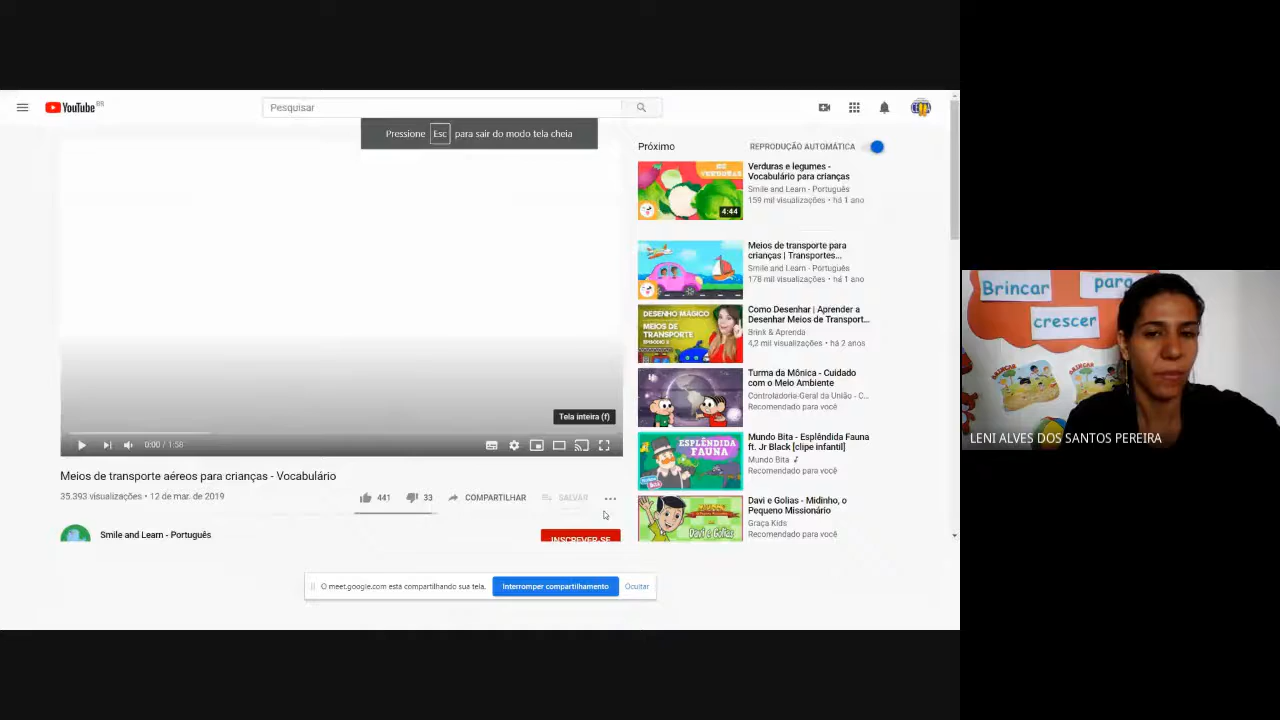 YouTube BR
Pesquisar
Pressione Esc para sair do modo tela cheia
Tela inteira (f)
0:00 / 1:58
Meios de transporte aéreos para crianças - Vocabulário
35.393 visualizações • 12 de mar. de 2019
441
33
COMPARTILHAR
SALVAR
Smile and Learn - Português
INSCREVER-SE
Próximo
REPRODUÇÃO AUTOMÁTICA
VERDURAS
4:44
Verduras e legumes -
Vocabulário para crianças
Smile and Learn - Português
159 mil visualizações • há 1 ano
Meios de transporte para
crianças | Transportes...
Smile and Learn - Português
178 mil visualizações • há 1 ano
DESENHO MÁGICO
MEIOS DE
TRANSPORTE
Como Desenhar | Aprender a
Desenhar Meios de Transport...
Brink & Aprenda
4,2 mil visualizações • há 2 anos
Turma da Mônica - Cuidado
com o Meio Ambiente
Controladoria-Geral da União - C...
Recomendado para você
ESPLÊNDIDA
FAUNA
Mundo Bita - Esplêndida Fauna
ft. Jr Black [clipe infantil]
Mundo Bita
Recomendado para você
Davi e Golias
Davi e Golias - Midinho, o
Pequeno Missionário
Graça Kids
Recomendado para você
O meet.google.com está compartilhando sua tela.
Interromper compartilhamento
Ocultar
Brincar
para
crescer
BRINCAR
BRINCAR
LENI ALVES DOS SANTOS PEREIRA